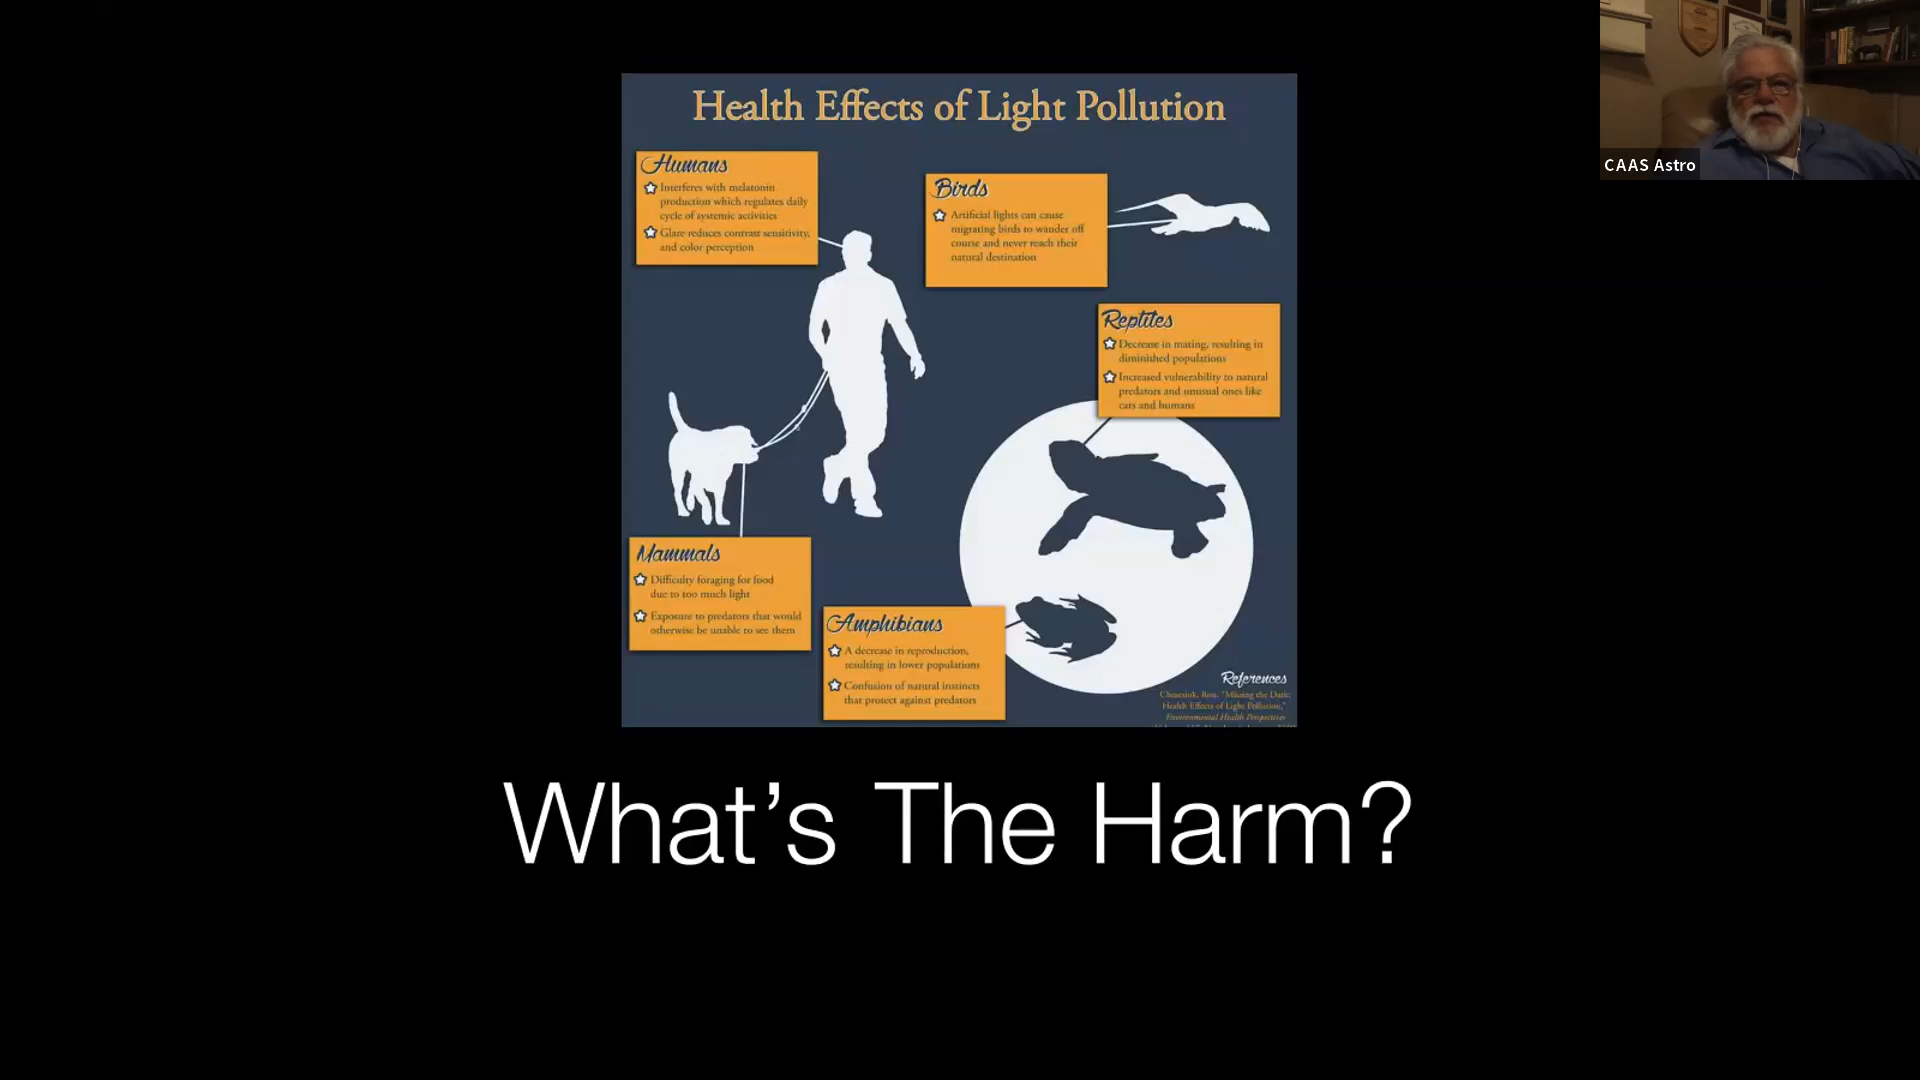 Health Effects of Light Pollution
Humans
Interferes with melatonin
production which regulates daily
cycle of systemic activities
Glare reduces contrast sensitivity,
and color perception
Birds
Artificial lights can cause
migrating birds to wander off
course and never reach their
natural destination
Reptites
Decrease in mating, resulting in
diminished populations
Increased vulnerability to natural
predators and unusual ones like
cars and humans
Mammals
Difficulty foraging for food
due to too much light
Exposure to predators that would
otherwise be unable to see them
Amphibians
A decrease in reproduction,
resulting in lower populations
Confusion of natural instincts
that protect against predators
References
Ron. "Missing the Dark:
Health Effects of Light Pollution,"
Environmental Health Perspectives
What's The Harm?
CAAS Astro